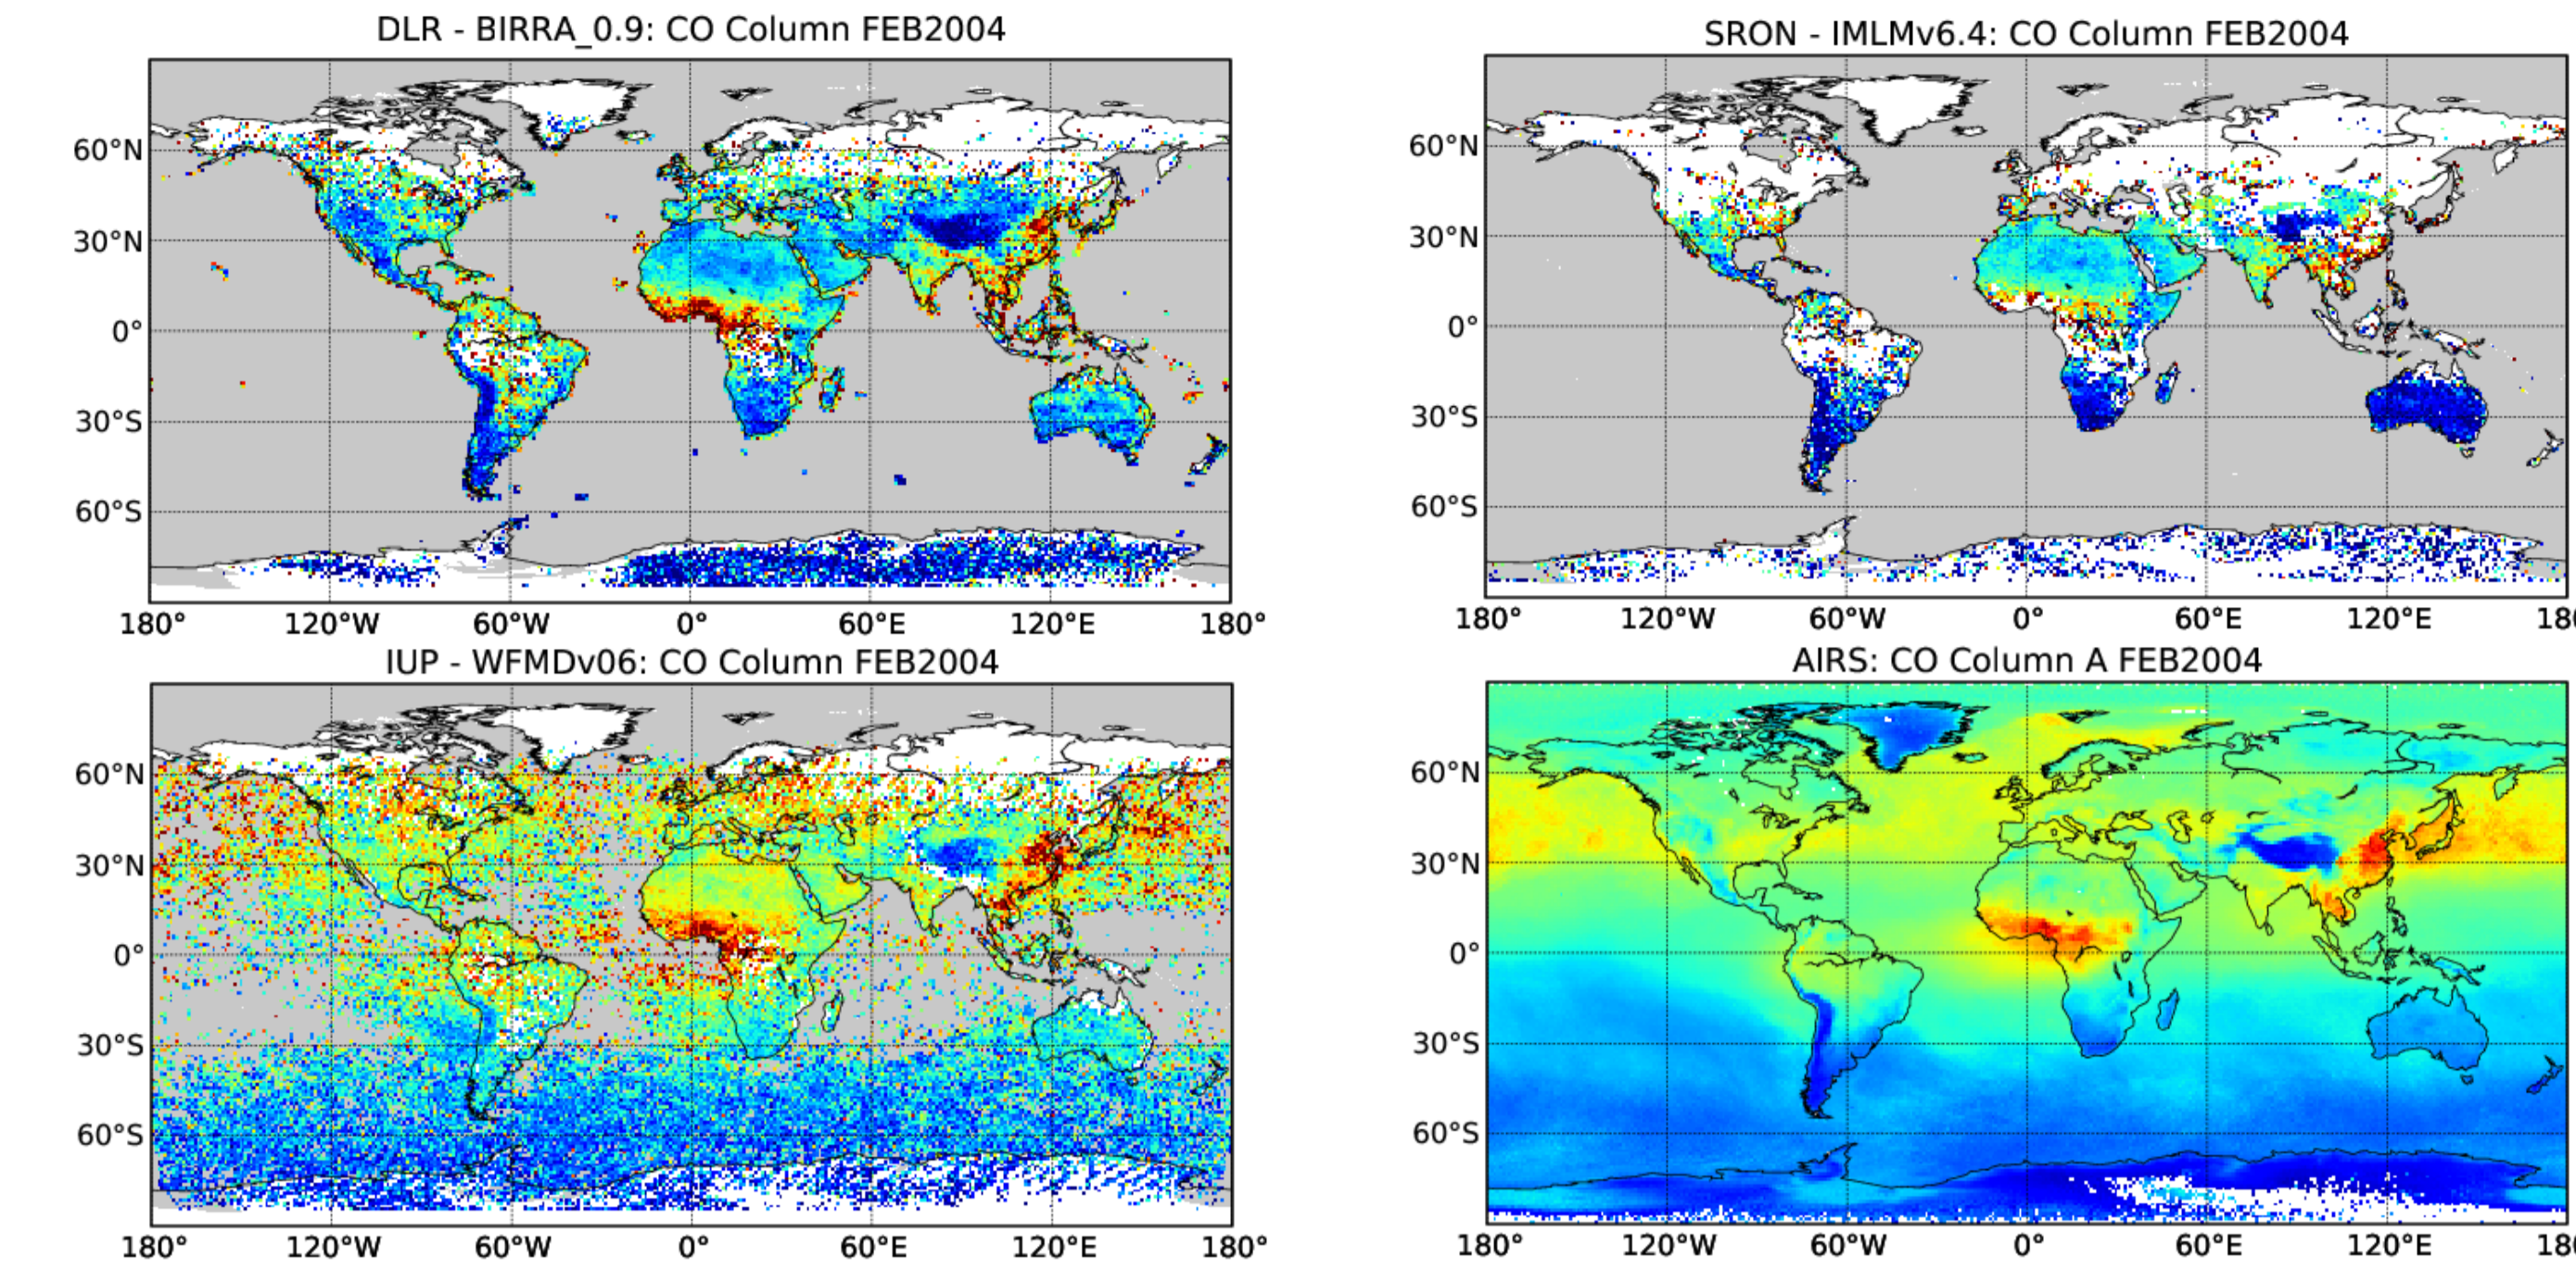 DLR - BIRRA_0.9: CO Column FEB2004
60°N
30°N
0°
30°S
60°S
180° 120°W 60°W 0° 60°E 120°E 180°
SRON - IMLMv6.4: CO Column FEB2004
60°N
30°N
0°
30°S
60°S
180° 120°W 60°W 0° 60°E 120°E 18
IUP - WFMDv06: CO Column FEB2004
60°N
30°N
0°
30°S
60°S
180° 120°W 60°W 0° 60°E 120°E 180°
AIRS: CO Column A FEB2004
60°N
30°N
0°
30°S
60°S
180° 120°W 60°W 0° 60°E 120°E 18